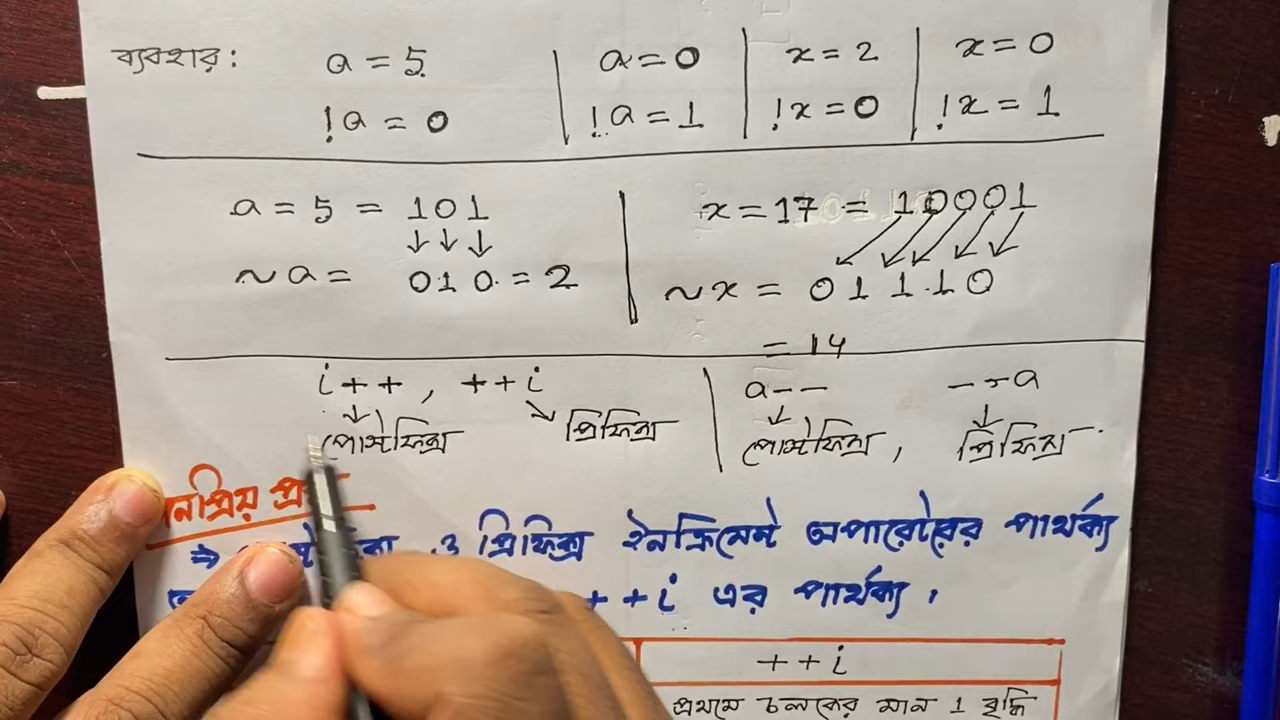 ব্যবহার: a = 5 | a = 0 | x = 2 | x = 0
!a = 0 | !a = 1 | !x = 0 | !x = 1
a = 5 = 101 | x = 17 = 10001
↓↓↓
~a = 010 = 2 | ~x = 01110
= 14
i++, ++i | a-- --a
পোস্টফিক্স প্রিফিক্স | পোস্টফিক্স, প্রিফিক্স
⇒ ও প্রিফিক্স ইনক্রিমেন্ট অপারেটরের পার্থক্য
++i এর পার্থক্য।
++i
প্রথমে চলকের মান 1 বৃদ্ধি